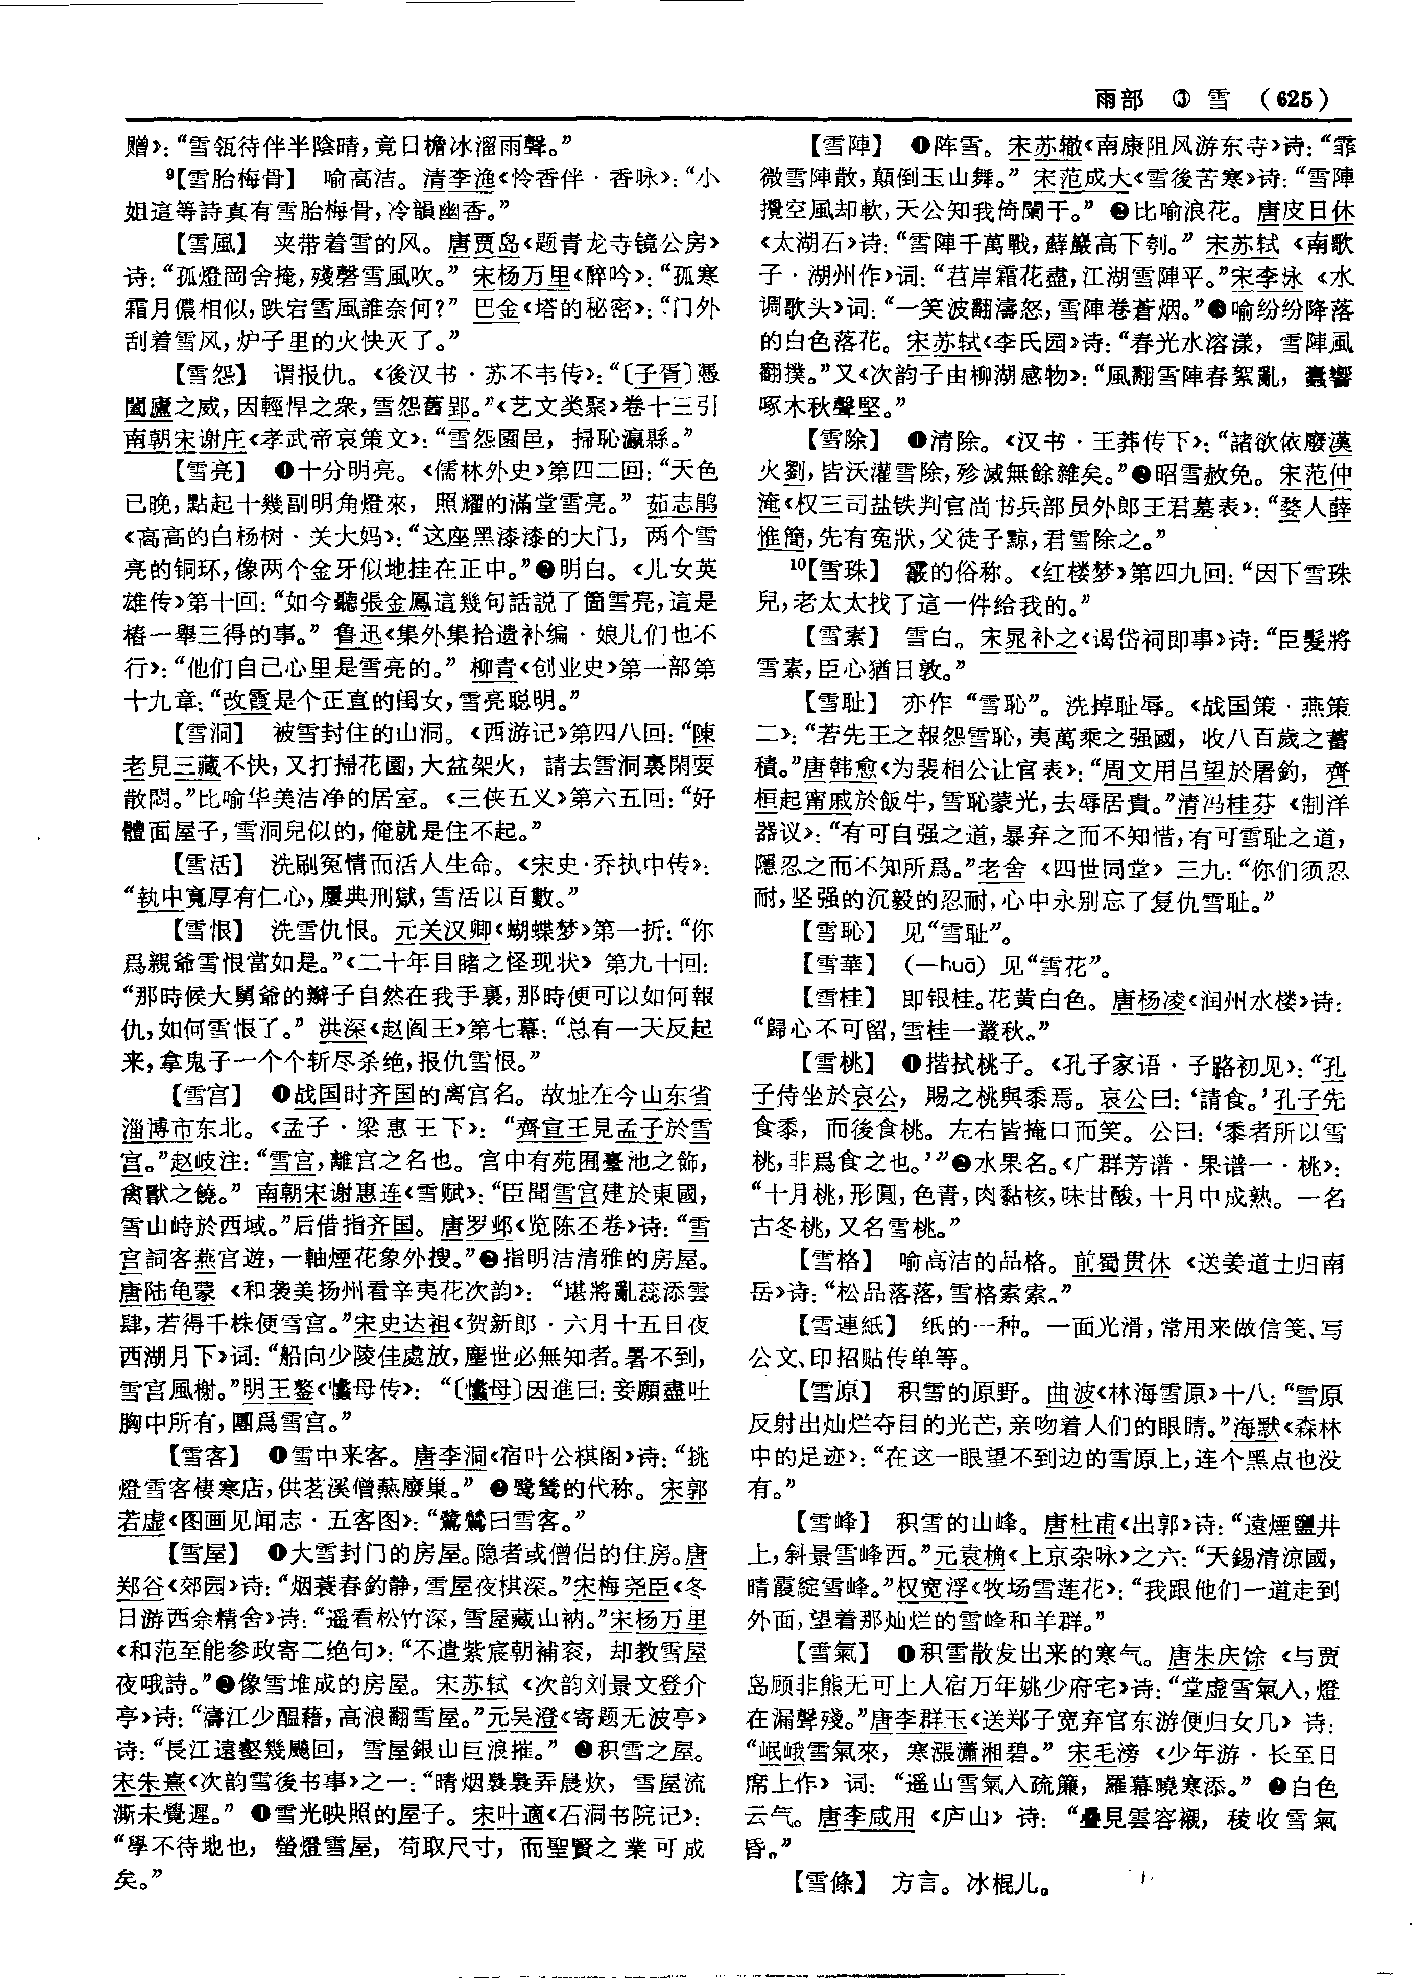 雨部 ③ 雪 (625)
赠》：“雪瓴待伴半陰晴，竟日檐冰溜雨聲。”
⁹【雪胎梅骨】 喻高洁。清李渔《怜香伴·香咏》：“小
姐這等詩真有雪胎梅骨，冷韻幽香。”
【雪風】 夹带着雪的风。唐贾岛《题青龙寺镜公房》
诗：“孤燈岡舍掩，殘磬雪風吹。” 宋杨万里《醉吟》：“孤寒
霜月儂相似，跌宕雪風誰奈何？” 巴金《塔的秘密》：“门外
刮着雪风，炉子里的火快灭了。”
【雪怨】 谓报仇。《後汉书·苏不韦传》：“〔子胥〕憑
闔廬之威，因輕悍之衆，雪怨舊郢。”《艺文类聚》卷十三引
南朝宋谢庄《孝武帝哀策文》：“雪怨園邑，掃恥瀛縣。”
【雪亮】 ❶十分明亮。《儒林外史》第四二回：“天色
已晚，點起十幾副明角燈來，照耀的滿堂雪亮。” 茹志鹃
《高高的白杨树·关大妈》：“这座黑漆漆的大门，两个雪
亮的铜环，像两个金牙似地挂在正中。”❷明白。《儿女英
雄传》第十回：“如今聽張金鳳這幾句話説了箇雪亮，這是
樁一舉三得的事。” 鲁迅《集外集拾遗补编·娘儿们也不
行》：“他们自己心里是雪亮的。” 柳青《创业史》第一部第
十九章：“改霞是个正直的闺女，雪亮聪明。”
【雪洞】 被雪封住的山洞。《西游记》第四八回：“陳
老見三藏不快，又打掃花園，大盆架火，請去雪洞裏閑耍
散悶。”比喻华美洁净的居室。《三侠五义》第六五回：“好
體面屋子，雪洞兒似的，俺就是住不起。”
【雪活】 洗刷冤情而活人生命。《宋史·乔执中传》：
“執中寬厚有仁心，屢典刑獄，雪活以百數。”
【雪恨】 洗雪仇恨。元关汉卿《蝴蝶梦》第一折：“你
爲親爺雪恨當如是。”《二十年目睹之怪现状》第九十回：
“那時候大舅爺的辮子自然在我手裏，那時便可以如何報
仇，如何雪恨了。” 洪深《赵阎王》第七幕：“总有一天反起
来，拿鬼子一个个斩尽杀绝，报仇雪恨。”
【雪宫】 ❶战国时齐国的离宫名。故址在今山东省
淄博市东北。《孟子·梁惠王下》：“齊宣王見孟子於雪
宫。”赵岐注：“雪宫，離宫之名也。宫中有苑囿臺池之飾，
禽獸之饒。” 南朝宋谢惠连《雪赋》：“臣聞雪宫建於東國，
雪山峙於西域。”后借指齐国。唐罗邺《览陈丕卷》诗：“雪
宫詞客燕宫遊，一軸煙花象外搜。”❷指明洁清雅的房屋。
唐陆龟蒙《和袭美扬州看辛夷花次韵》：“堪將亂蕊添雲
肆，若得千株便雪宫。”宋史达祖《贺新郎·六月十五日夜
西湖月下》词：“船向少陵佳處放，塵世必無知者。暑不到，
雪宫風榭。”明王鏊《蠱母传》：“〔蠱母〕因進曰：妾願盡吐
胸中所有，團爲雪宫。”
【雪客】 ❶雪中来客。唐李洞《宿叶公棋阁》诗：“挑
燈雪客棲寒店，供茗溪僧爇廢巢。” ❷鹭鸶的代称。宋郭
若虚《图画见闻志·五客图》：“鷺鷥曰雪客。”
【雪屋】 ❶大雪封门的房屋。隐者或僧侣的住房。唐
郑谷《郊园》诗：“烟蓑春釣静，雪屋夜棋深。”宋梅尧臣《冬
日游西余精舍》诗：“遥看松竹深，雪屋藏山衲。”宋杨万里
《和范至能参政寄二绝句》：“不遣紫宸朝補衮，却教雪屋
夜哦詩。”❷像雪堆成的房屋。宋苏轼《次韵刘景文登介
亭》诗：“濤江少醖藉，高浪翻雪屋。”元吴澄《寄题无波亭》
诗：“長江遠壑幾颸回，雪屋銀山巨浪摧。” ❸积雪之屋。
宋朱熹《次韵雪後书事》之一：“晴烟裊裊弄晨炊，雪屋流
澌未覺遲。” ❹雪光映照的屋子。宋叶適《石洞书院记》：
“學不待地也，螢燈雪屋，苟取尺寸，而聖賢之業可成
矣。”
【雪陣】 ❶阵雪。宋苏辙《南康阻风游东寺》诗：“霏
微雪陣散，顛倒玉山舞。” 宋范成大《雪後苦寒》诗：“雪陣
攪空風却軟，天公知我倚闌干。” ❷比喻浪花。唐皮日休
《太湖石》诗：“雪陣千萬戰，蘚巖高下刳。” 宋苏轼《南歌
子·湖州作》词：“苕岸霜花盡，江湖雪陣平。”宋李泳《水
调歌头》词：“一笑波翻濤怒，雪陣卷蒼烟。”❸喻纷纷降落
的白色落花。宋苏轼《李氏园》诗：“春光水溶漾，雪陣風
翻撲。”又《次韵子由柳湖感物》：“風翻雪陣春絮亂，蠹響
啄木秋聲堅。”
【雪除】 ❶清除。《汉书·王莽传下》：“諸欲依廢漢
火劉，皆沃灌雪除，殄滅無餘雜矣。”❷昭雪赦免。宋范仲
淹《权三司盐铁判官尚书兵部员外郎王君墓表》：“婺人薛
惟簡，先有冤狀，父徒子黥，君雪除之。”
¹⁰【雪珠】 霰的俗称。《红楼梦》第四九回：“因下雪珠
兒，老太太找了這一件给我的。”
【雪素】 雪白。宋晁补之《谒岱祠即事》诗：“臣髮將
雪素，臣心猶日敦。”
【雪耻】 亦作“雪恥”。洗掉耻辱。《战国策·燕策
二》：“若先王之報怨雪恥，夷萬乘之强國，收八百歲之蓄
積。”唐韩愈《为裴相公让官表》：“周文用吕望於屠釣，齊
桓起甯戚於飯牛，雪恥蒙光，去辱居貴。”清冯桂芬《制洋
器议》：“有可自强之道，暴弃之而不知惜，有可雪耻之道，
隱忍之而不知所爲。”老舍《四世同堂》三九：“你们须忍
耐，坚强的沉毅的忍耐，心中永别忘了复仇雪耻。”
【雪恥】 见“雪耻”。
【雪華】 (—huā) 见“雪花”。
【雪桂】 即银桂。花黄白色。唐杨凌《润州水楼》诗：
“歸心不可留，雪桂一叢秋。”
【雪桃】 ❶揩拭桃子。《孔子家语·子路初见》：“孔
子侍坐於哀公，賜之桃與黍焉。哀公曰：‘請食。’孔子先
食黍，而後食桃。左右皆掩口而笑。公曰：‘黍者所以雪
桃，非爲食之也。’”❷水果名。《广群芳谱·果谱一·桃》：
“十月桃，形圓，色青，肉黏核，味甘酸，十月中成熟。一名
古冬桃，又名雪桃。”
【雪格】 喻高洁的品格。前蜀贯休《送姜道士归南
岳》诗：“松品落落，雪格索索。”
【雪連紙】 纸的一种。一面光滑，常用来做信笺、写
公文、印招贴传单等。
【雪原】 积雪的原野。曲波《林海雪原》十八：“雪原
反射出灿烂夺目的光芒，亲吻着人们的眼睛。”海默《森林
中的足迹》：“在这一眼望不到边的雪原上，连个黑点也没
有。”
【雪峰】 积雪的山峰。唐杜甫《出郭》诗：“遠煙鹽井
上，斜景雪峰西。”元袁桷《上京杂咏》之六：“天錫清涼國，
晴霞綻雪峰。”权宽浮《牧场雪莲花》：“我跟他们一道走到
外面，望着那灿烂的雪峰和羊群。”
【雪氣】 ❶积雪散发出来的寒气。唐朱庆馀《与贾
岛顾非熊无可上人宿万年姚少府宅》诗：“堂虚雪氣入，燈
在漏聲殘。”唐李群玉《送郑子宽弃官东游便归女几》诗：
“岷峨雪氣來，寒漲瀟湘碧。” 宋毛滂《少年游·长至日
席上作》词：“遥山雪氣入疏簾，羅幕曉寒添。” ❷白色
云气。唐李咸用《庐山》诗：“疊見雲容襯，稜收雪氣
昏。”
【雪條】 方言。冰棍儿。